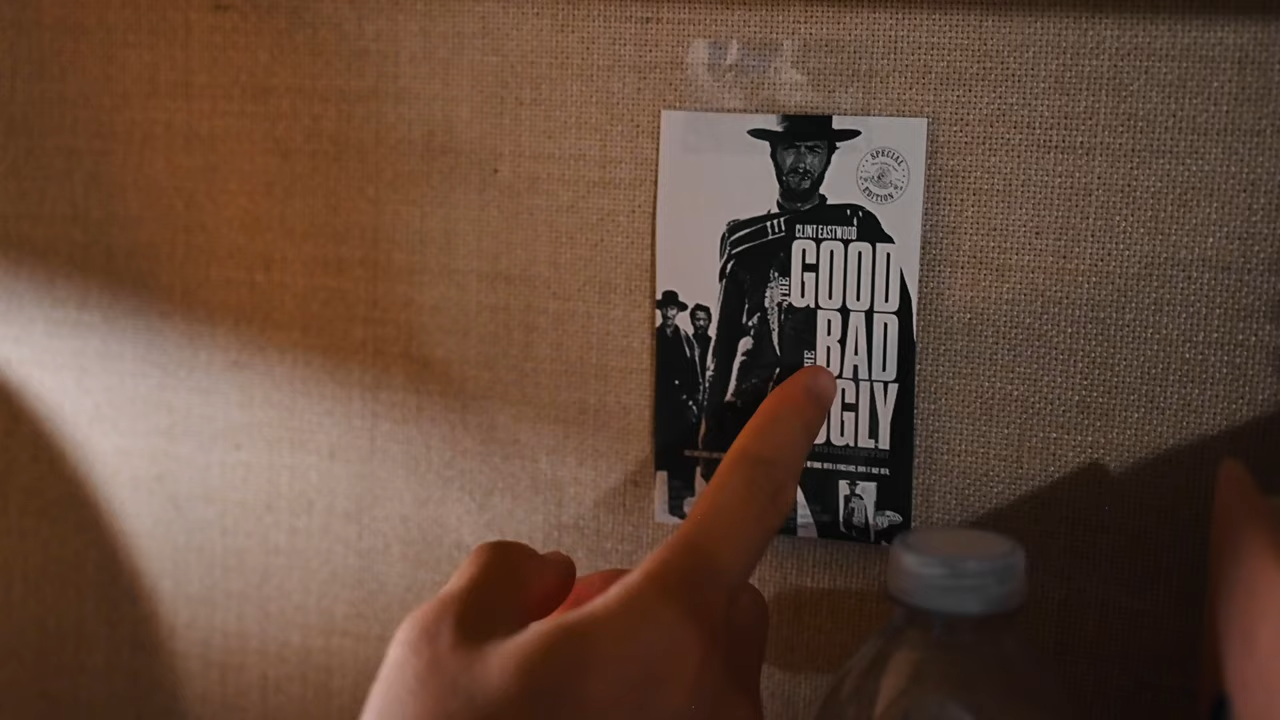 SPECIAL
EDITION
CLINT EASTWOOD
THE GOOD
THE BAD
UGLY